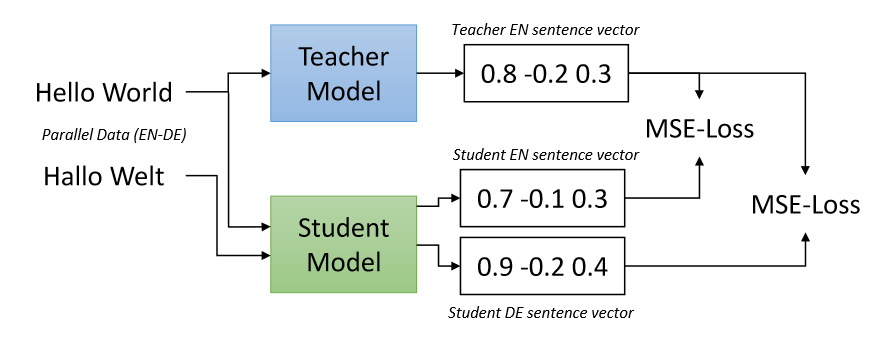 Teacher EN sentence vector
Teacher
Model
0.8 -0.2 0.3
Hello World
Parallel Data (EN-DE)
Hallo Welt
MSE-Loss
Student EN sentence vector
0.7 -0.1 0.3
MSE-Loss
Student
Model
0.9 -0.2 0.4
Student DE sentence vector